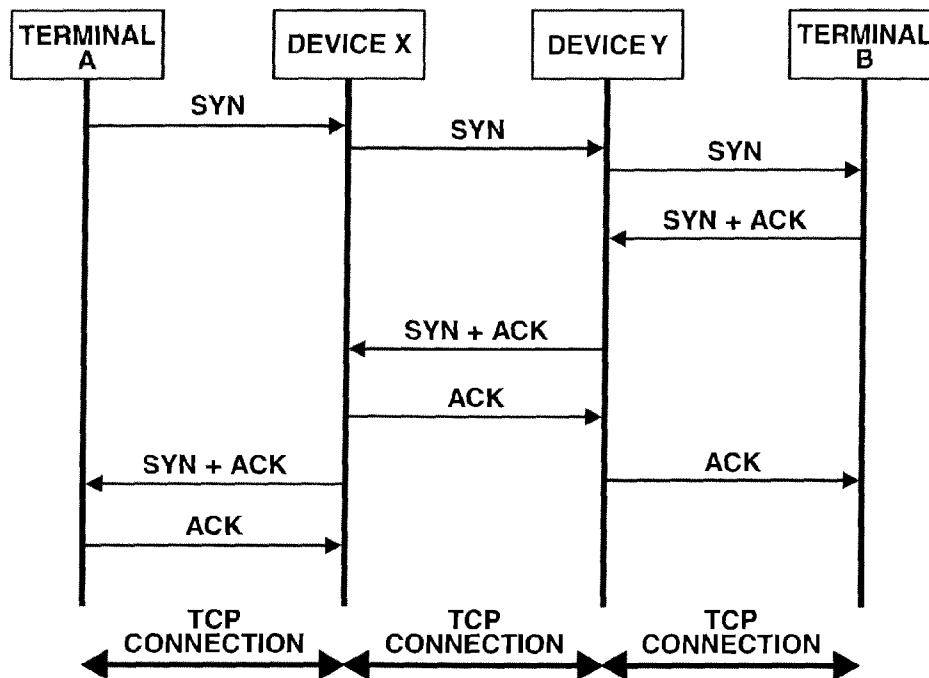 TERMINAL
A
DEVICE X
DEVICE Y
TERMINAL
B
SYN
SYN
SYN
SYN + ACK
SYN + ACK
ACK
SYN + ACK
ACK
ACK
TCP
CONNECTION
TCP
CONNECTION
TCP
CONNECTION